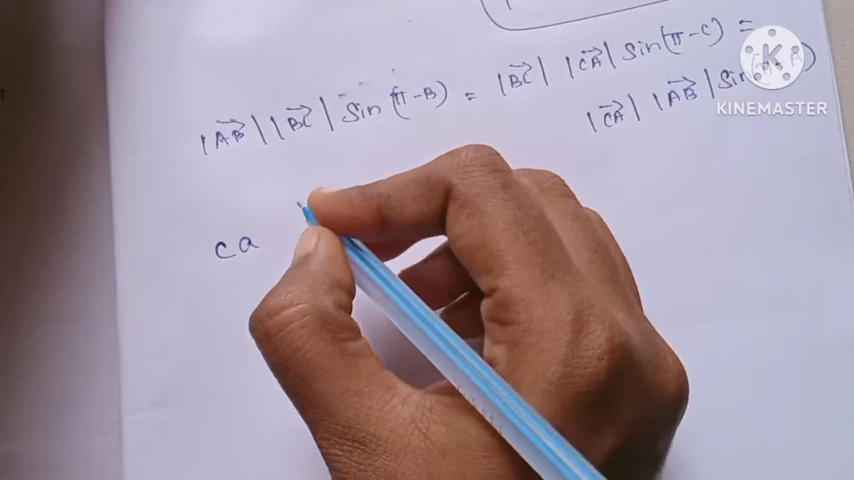 |AB→| |BC→| Sin(π-B) = |BC→| |CA→| Sin(π-C) =
|CA→| |AB→| Sin(π-A)
ca
KINEMASTER